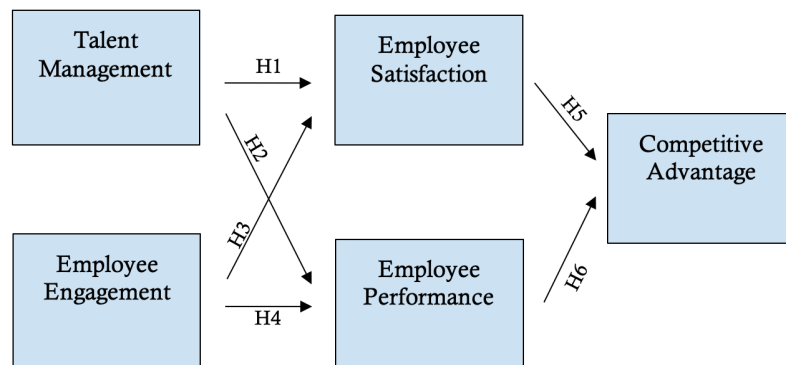 Talent
Management
H1
Employee
Satisfaction
H2
H5
Competitive
Advantage
H3
Employee
Engagement
H4
Employee
Performance
H6